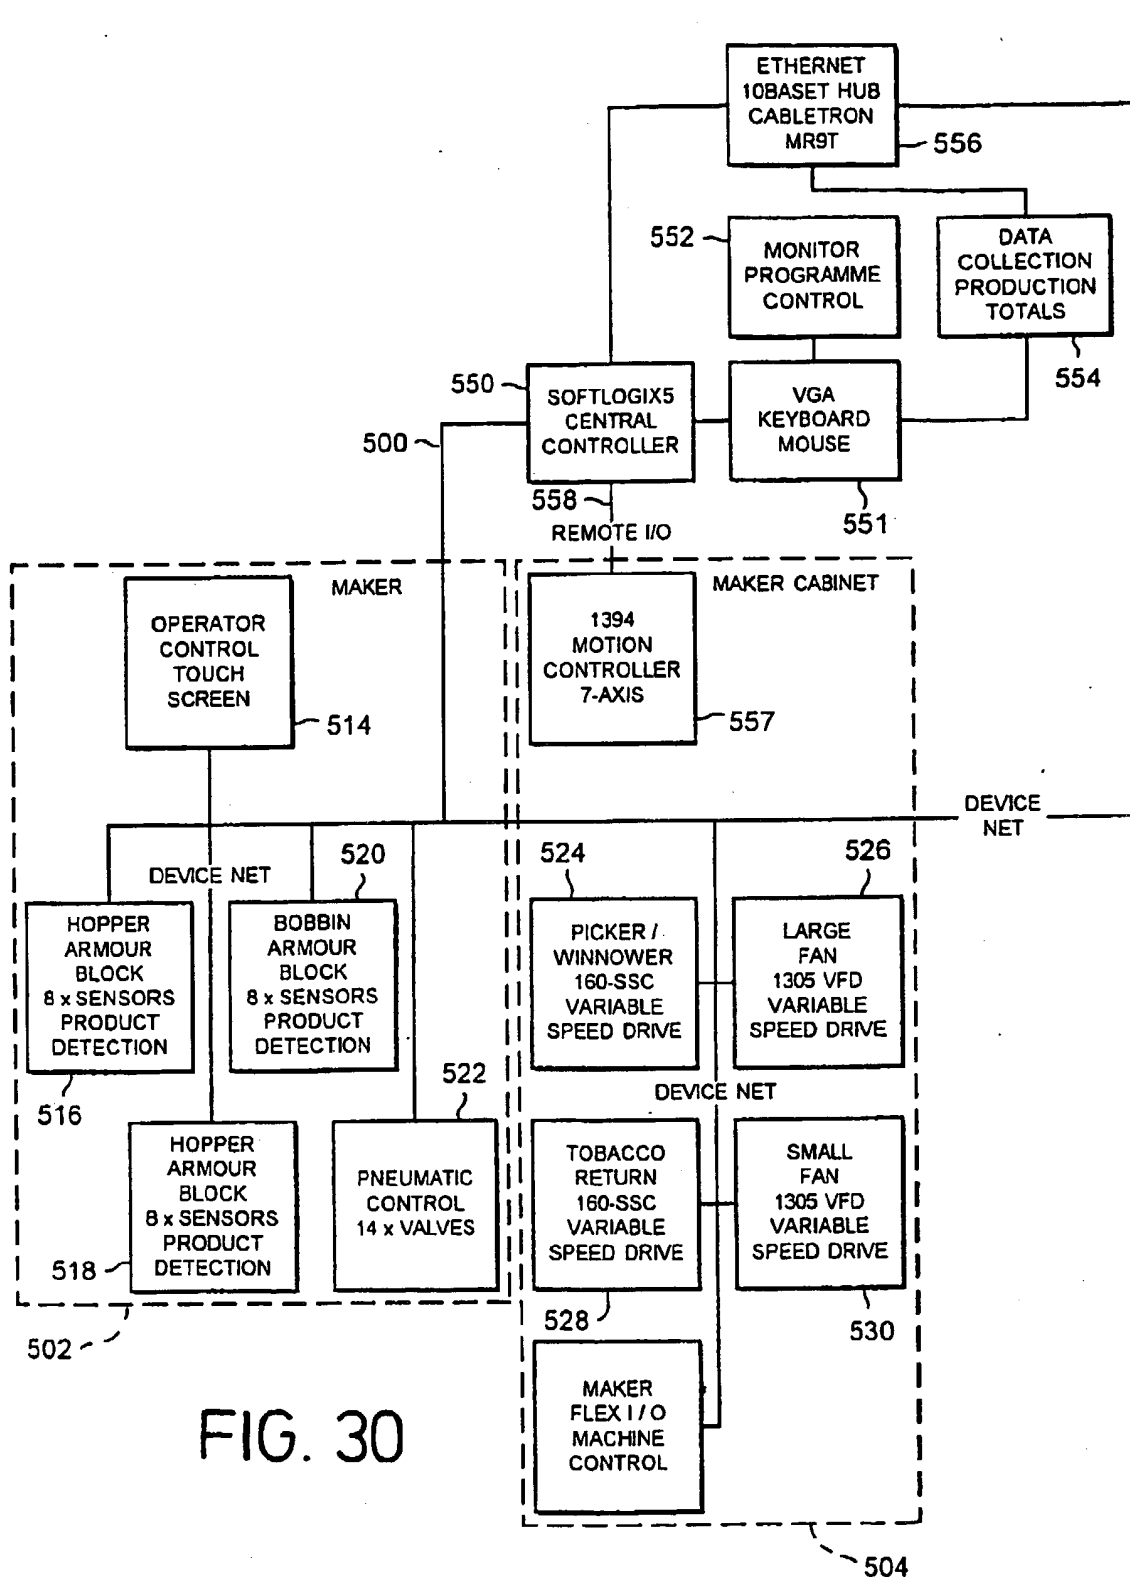 ETHERNET
10BASET HUB
CABLETRON
MR9T
556
552
MONITOR
PROGRAMME
CONTROL
DATA
COLLECTION
PRODUCTION
TOTALS
554
550
SOFTLOGIX5
CENTRAL
CONTROLLER
VGA
KEYBOARD
MOUSE
551
500
558
REMOTE I/O
MAKER
OPERATOR
CONTROL
TOUCH
SCREEN
514
MAKER CABINET
1394
MOTION
CONTROLLER
7-AXIS
557
DEVICE
NET
DEVICE NET
520
HOPPER
ARMOUR
BLOCK
8 x SENSORS
PRODUCT
DETECTION
516
BOBBIN
ARMOUR
BLOCK
8 x SENSORS
PRODUCT
DETECTION
524
PICKER /
WINNOWER
160-SSC
VARIABLE
SPEED DRIVE
526
LARGE
FAN
1305 VFD
VARIABLE
SPEED DRIVE
522
DEVICE NET
HOPPER
ARMOUR
BLOCK
8 x SENSORS
PRODUCT
DETECTION
518
PNEUMATIC
CONTROL
14 x VALVES
TOBACCO
RETURN
160-SSC
VARIABLE
SPEED DRIVE
528
SMALL
FAN
1305 VFD
VARIABLE
SPEED DRIVE
530
502
MAKER
FLEX I / O
MACHINE
CONTROL
504
FIG. 30